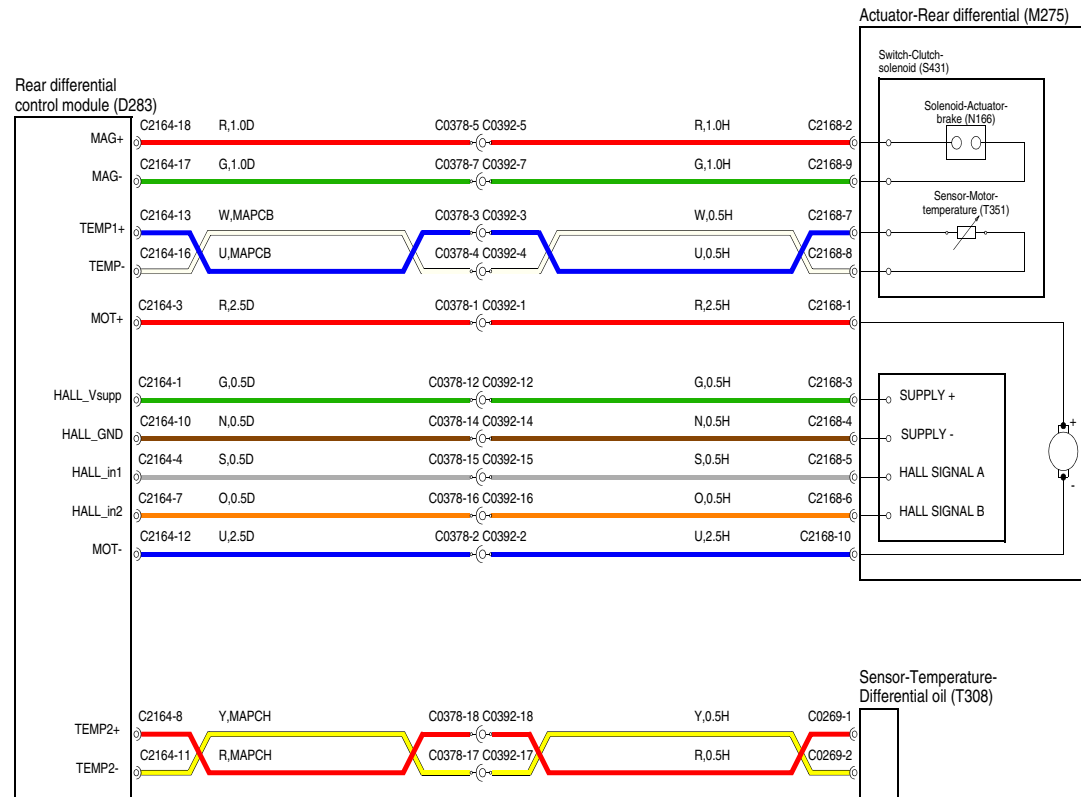 Actuator-Rear differential (M275)
Switch-Clutch-
solenoid (S431)
Rear differential
control module (D283)
Solenoid-Actuator-
brake (N166)
MAG+ C2164-18 R,1.0D C0378-5 C0392-5 R,1.0H C2168-2
MAG- C2164-17 G,1.0D C0378-7 C0392-7 G,1.0H C2168-9
Sensor-Motor-
temperature (T351)
TEMP1+ C2164-13 W,MAPCB C0378-3 C0392-3 W,0.5H C2168-7
TEMP- C2164-16 U,MAPCB C0378-4 C0392-4 U,0.5H C2168-8
MOT+ C2164-3 R,2.5D C0378-1 C0392-1 R,2.5H C2168-1
HALL_Vsupp C2164-1 G,0.5D C0378-12 C0392-12 G,0.5H C2168-3 SUPPLY +
HALL_GND C2164-10 N,0.5D C0378-14 C0392-14 N,0.5H C2168-4 SUPPLY -
+
HALL_in1 C2164-4 S,0.5D C0378-15 C0392-15 S,0.5H C2168-5 HALL SIGNAL A
-
HALL_in2 C2164-7 O,0.5D C0378-16 C0392-16 O,0.5H C2168-6 HALL SIGNAL B
MOT- C2164-12 U,2.5D C0378-2 C0392-2 U,2.5H C2168-10
Sensor-Temperature-
Differential oil (T308)
TEMP2+ C2164-8 Y,MAPCH C0378-18 C0392-18 Y,0.5H C0269-1
TEMP2- C2164-11 R,MAPCH C0378-17 C0392-17 R,0.5H C0269-2